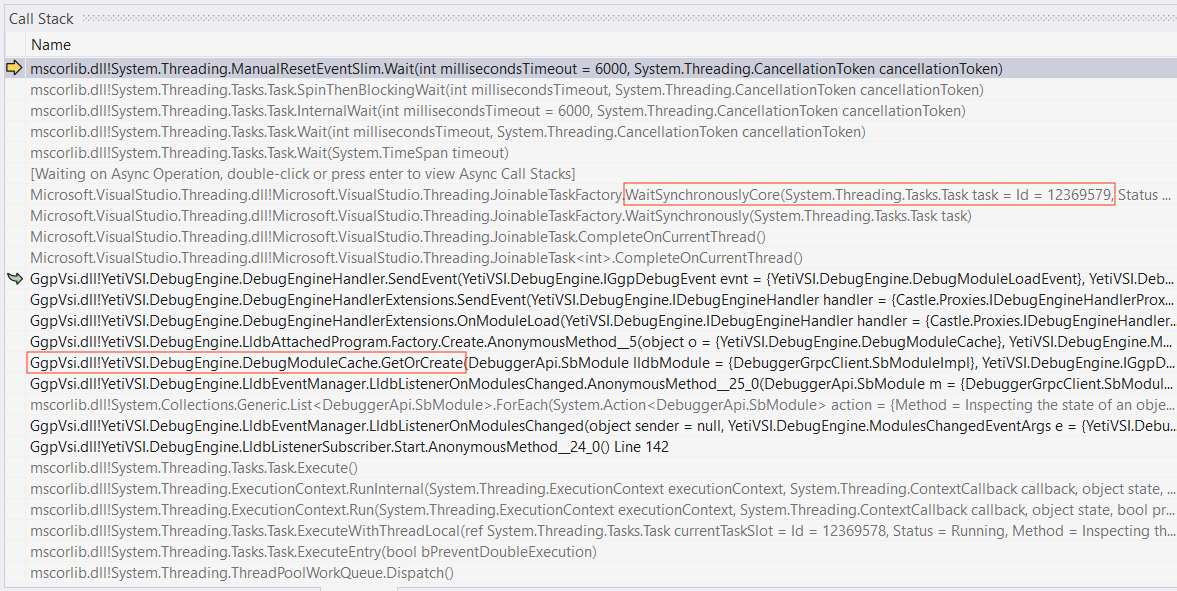 Call Stack
Name
mscorlib.dll!System.Threading.ManualResetEventSlim.Wait(int millisecondsTimeout = 6000, System.Threading.CancellationToken cancellationToken)
mscorlib.dll!System.Threading.Tasks.Task.SpinThenBlockingWait(int millisecondsTimeout, System.Threading.CancellationToken cancellationToken)
mscorlib.dll!System.Threading.Tasks.Task.InternalWait(int millisecondsTimeout = 6000, System.Threading.CancellationToken cancellationToken)
mscorlib.dll!System.Threading.Tasks.Task.Wait(int millisecondsTimeout, System.Threading.CancellationToken cancellationToken)
mscorlib.dll!System.Threading.Tasks.Task.Wait(System.TimeSpan timeout)
[Waiting on Async Operation, double-click or press enter to view Async Call Stacks]
Microsoft.VisualStudio.Threading.dll!Microsoft.VisualStudio.Threading.JoinableTaskFactory.WaitSynchronouslyCore(System.Threading.Tasks.Task task = Id = 12369579, Status ...
Microsoft.VisualStudio.Threading.dll!Microsoft.VisualStudio.Threading.JoinableTaskFactory.WaitSynchronously(System.Threading.Tasks.Task task)
Microsoft.VisualStudio.Threading.dll!Microsoft.VisualStudio.Threading.JoinableTask.CompleteOnCurrentThread()
Microsoft.VisualStudio.Threading.dll!Microsoft.VisualStudio.Threading.JoinableTask<int>.CompleteOnCurrentThread()
GgpVsi.dll!YetiVSI.DebugEngine.DebugEngineHandler.SendEvent(YetiVSI.DebugEngine.IGgpDebugEvent evnt = {YetiVSI.DebugEngine.DebugModuleLoadEvent}, YetiVSI.Deb...
GgpVsi.dll!YetiVSI.DebugEngine.DebugEngineHandlerExtensions.SendEvent(YetiVSI.DebugEngine.IDebugEngineHandler handler = {Castle.Proxies.IDebugEngineHandlerProx...
GgpVsi.dll!YetiVSI.DebugEngine.DebugEngineHandlerExtensions.OnModuleLoad(YetiVSI.DebugEngine.IDebugEngineHandler handler = {Castle.Proxies.IDebugEngineHandler...
GgpVsi.dll!YetiVSI.DebugEngine.LldbAttachedProgram.Factory.Create.AnonymousMethod__5(object o = {YetiVSI.DebugEngine.DebugModuleCache}, YetiVSI.DebugEngine.M...
GgpVsi.dll!YetiVSI.DebugEngine.DebugModuleCache.GetOrCreate(DebuggerApi.SbModule lldbModule = {DebuggerGrpcClient.SbModuleImpl}, YetiVSI.DebugEngine.IGgpD...
GgpVsi.dll!YetiVSI.DebugEngine.LldbEventManager.LldbListenerOnModulesChanged.AnonymousMethod__25_0(DebuggerApi.SbModule m = {DebuggerGrpcClient.SbModul...
mscorlib.dll!System.Collections.Generic.List<DebuggerApi.SbModule>.ForEach(System.Action<DebuggerApi.SbModule> action = {Method = Inspecting the state of an obje...
GgpVsi.dll!YetiVSI.DebugEngine.LldbEventManager.LldbListenerOnModulesChanged(object sender = null, YetiVSI.DebugEngine.ModulesChangedEventArgs e = {YetiVSI.Debu...
GgpVsi.dll!YetiVSI.DebugEngine.LldbListenerSubscriber.Start.AnonymousMethod__24_0() Line 142
mscorlib.dll!System.Threading.Tasks.Task.Execute()
mscorlib.dll!System.Threading.ExecutionContext.RunInternal(System.Threading.ExecutionContext executionContext, System.Threading.ContextCallback callback, object state, ...
mscorlib.dll!System.Threading.ExecutionContext.Run(System.Threading.ExecutionContext executionContext, System.Threading.ContextCallback callback, object state, bool pr...
mscorlib.dll!System.Threading.Tasks.Task.ExecuteWithThreadLocal(ref System.Threading.Tasks.Task currentTaskSlot = Id = 12369578, Status = Running, Method = Inspecting th...
mscorlib.dll!System.Threading.Tasks.Task.ExecuteEntry(bool bPreventDoubleExecution)
mscorlib.dll!System.Threading.ThreadPoolWorkQueue.Dispatch()